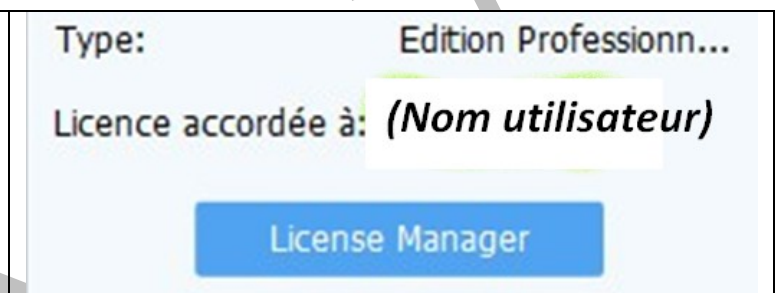 Type: Edition Professionn...
Licence accordée à: (Nom utilisateur)
License Manager